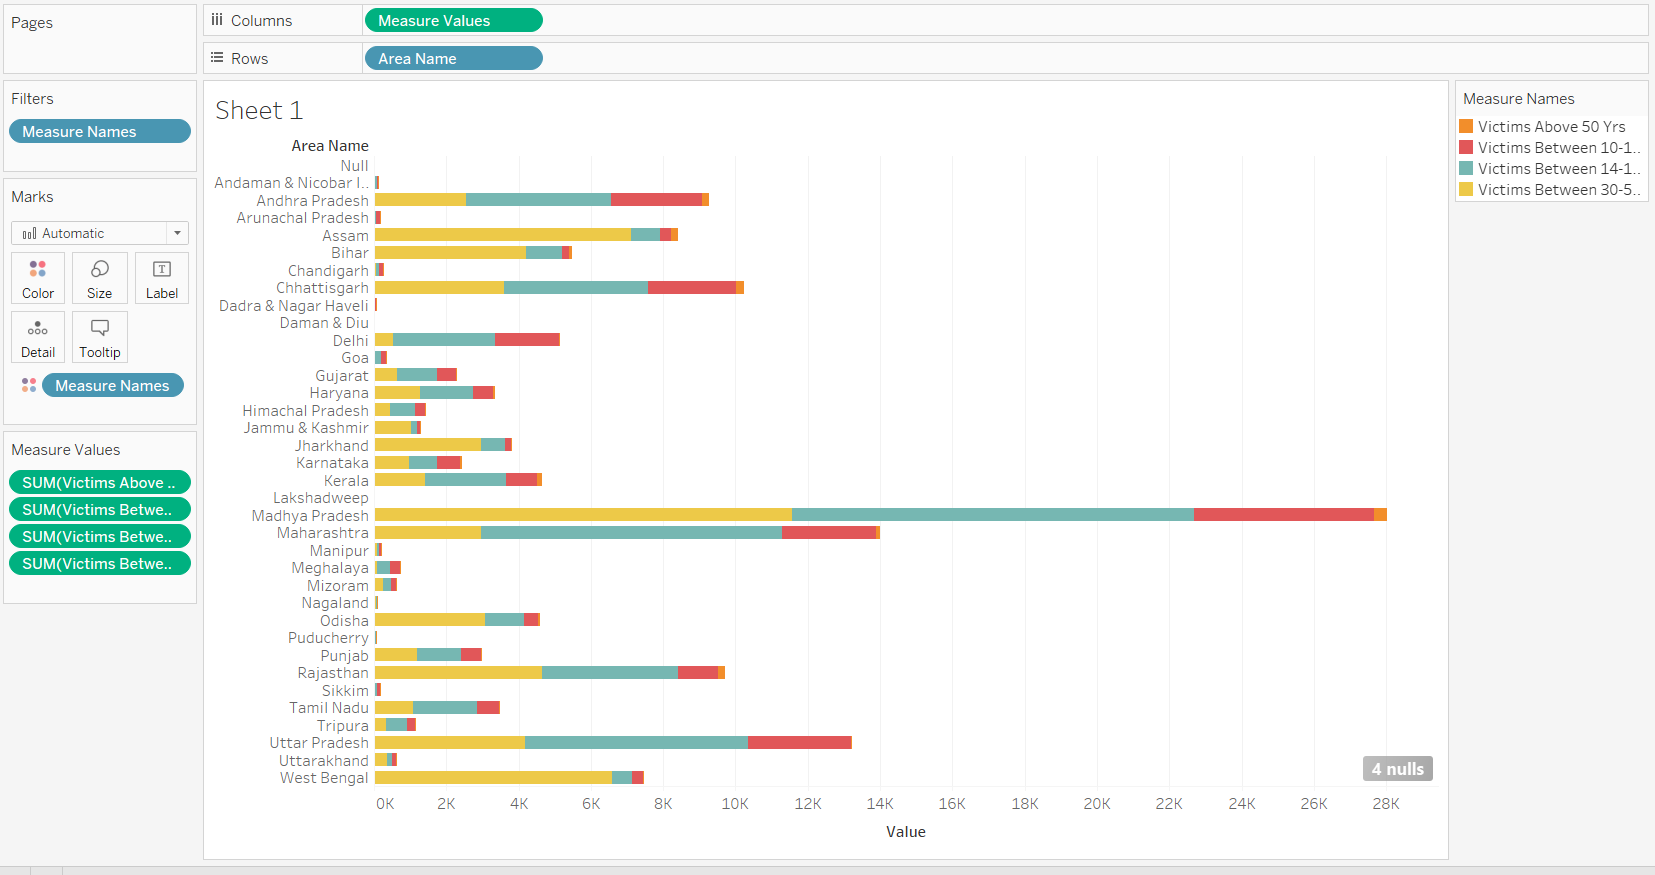 Pages
Columns
Measure Values
Rows
Area Name
Filters
Measure Names
Marks
Automatic
Color
Size
Label
Detail
Tooltip
Measure Names
Measure Values
SUM(Victims Above ..
SUM(Victims Betwe..
SUM(Victims Betwe..
SUM(Victims Betwe..
Sheet 1
Area Name
Null
Andaman & Nicobar I..
Andhra Pradesh
Arunachal Pradesh
Assam
Bihar
Chandigarh
Chhattisgarh
Dadra & Nagar Haveli
Daman & Diu
Delhi
Goa
Gujarat
Haryana
Himachal Pradesh
Jammu & Kashmir
Jharkhand
Karnataka
Kerala
Lakshadweep
Madhya Pradesh
Maharashtra
Manipur
Meghalaya
Mizoram
Nagaland
Odisha
Puducherry
Punjab
Rajasthan
Sikkim
Tamil Nadu
Tripura
Uttar Pradesh
Uttarakhand
West Bengal
4 nulls
0K 2K 4K 6K 8K 10K 12K 14K 16K 18K 20K 22K 24K 26K 28K
Value
Measure Names
Victims Above 50 Yrs
Victims Between 10-1..
Victims Between 14-1..
Victims Between 30-5..